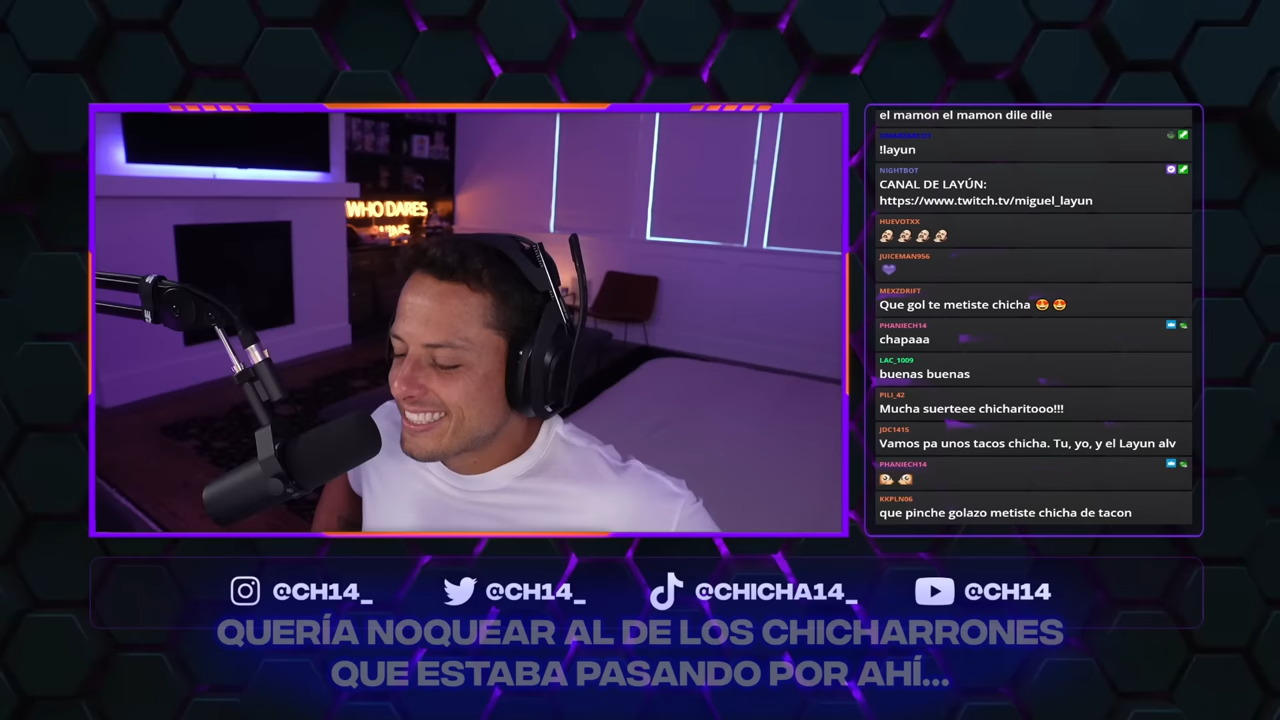 WHO DARES
WINS
el mamon el mamon dile dile
!layun
NIGHTBOT
CANAL DE LAYÚN:
https://www.twitch.tv/miguel_layun
HUEVOTXX
JUICEMAN956
MEXZDRIFT
Que gol te metiste chicha
PHANIECH14
chapaaa
LAC_1009
buenas buenas
PILI_42
Mucha suerteee chicharitooo!!!
JDC1415
Vamos pa unos tacos chicha. Tu, yo, y el Layun alv
PHANIECH14
KKPLN06
que pinche golazo metiste chicha de tacon
@CH14_
@CH14_
@CHICHA14_
@CH14
QUERÍA NOQUEAR AL DE LOS CHICHARRONES
QUE ESTABA PASANDO POR AHÍ...